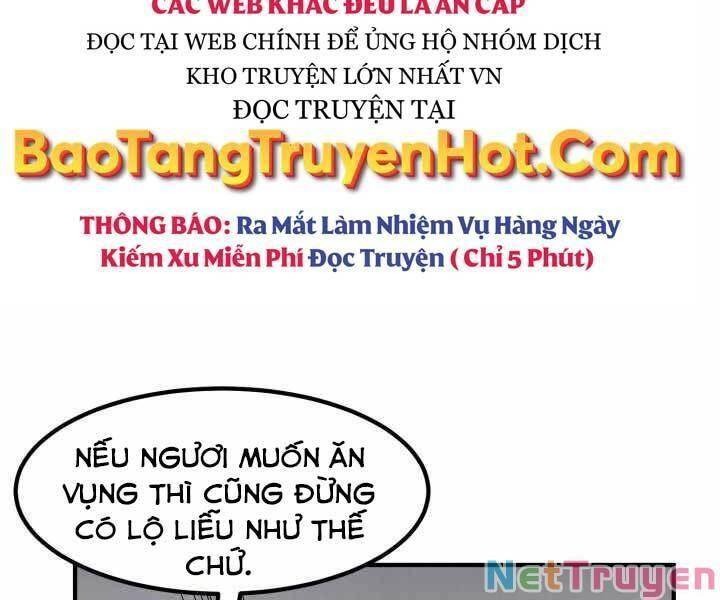 CÁC WEB KHÁC ĐỀU LÀ ĂN CẮP
ĐỌC TẠI WEB CHÍNH ĐỂ ỦNG HỘ NHÓM DỊCH
KHO TRUYỆN LỚN NHẤT VN
ĐỌC TRUYỆN TẠI
BaoTangTruyenHot.Com
THÔNG BÁO: Ra Mắt Làm Nhiệm Vụ Hàng Ngày
Kiếm Xu Miễn Phí Đọc Truyện ( Chỉ 5 Phút)
NẾU NGƯƠI MUỐN ĂN
VỤNG THÌ CŨNG ĐỪNG
CÓ LỘ LIỄU NHƯ THẾ
CHỨ.
NetTruyen